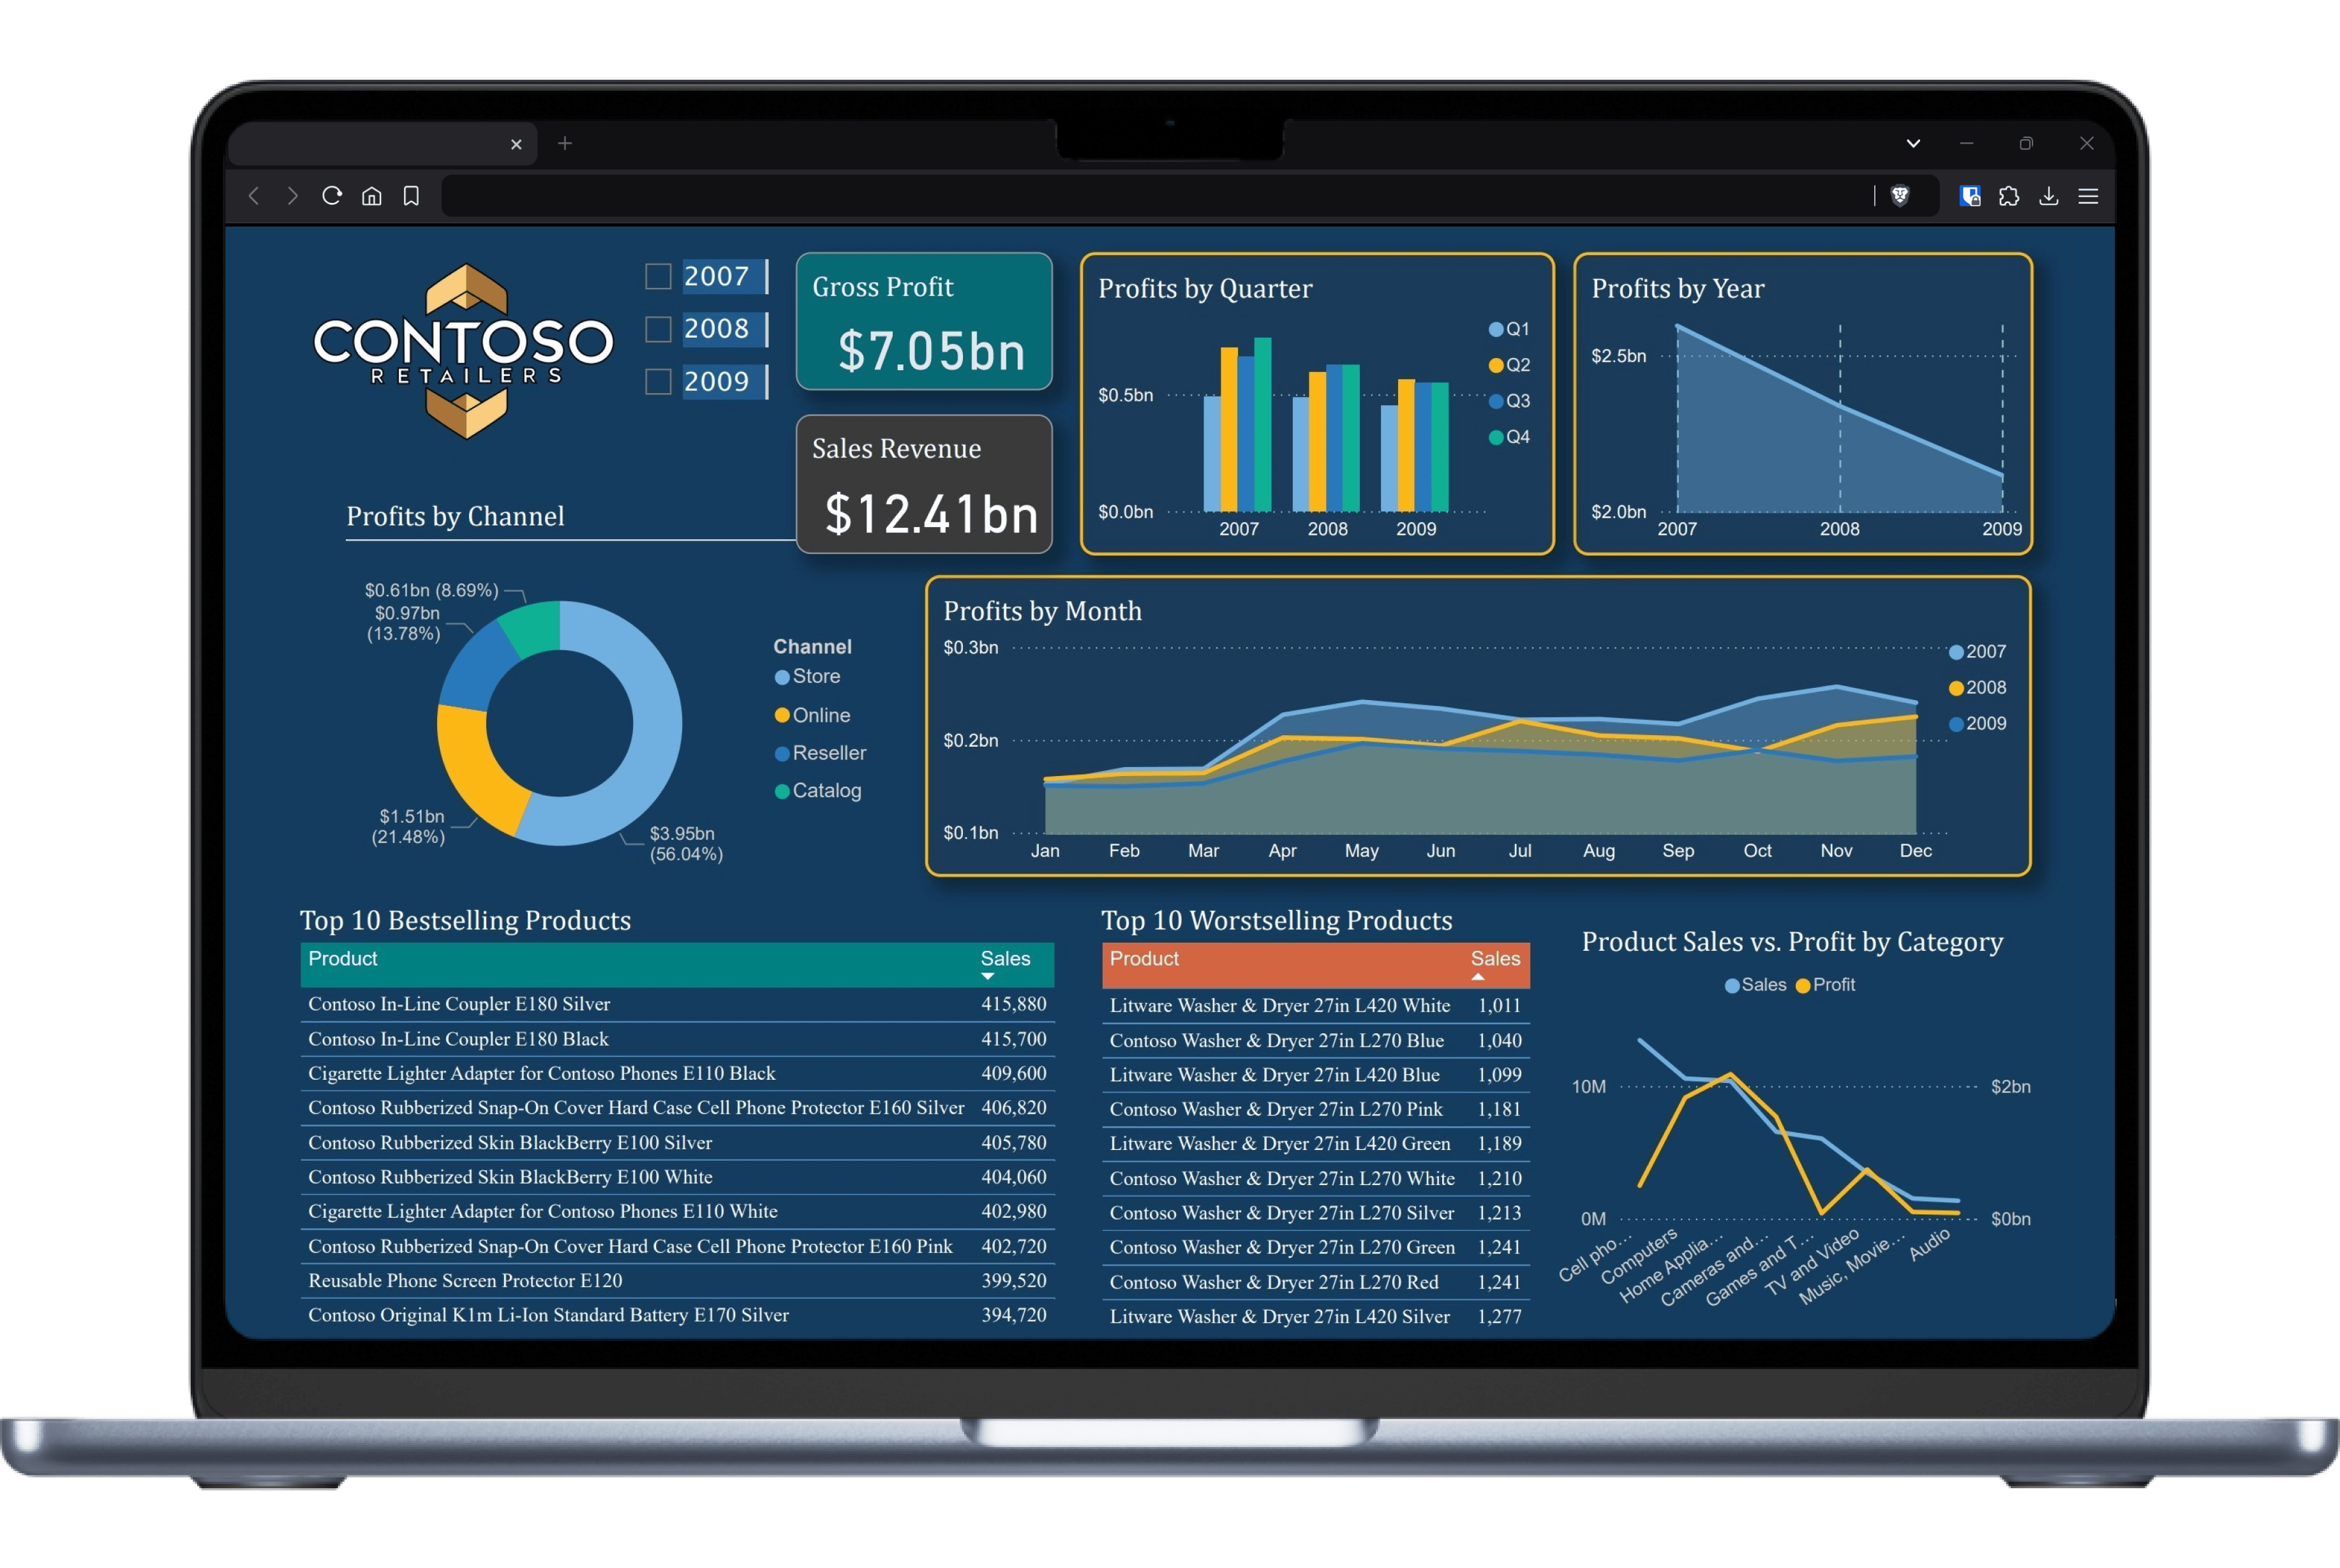 CONTOSO
RETAILERS
2007
2008
2009
Gross Profit
$7.05bn
Sales Revenue
$12.41bn
Profits by Quarter
$0.5bn
$0.0bn
2007
2008
2009
Q1
Q2
Q3
Q4
Profits by Year
$2.5bn
$2.0bn
2007
2008
2009
Profits by Channel
$0.61bn (8.69%)
$0.97bn
(13.78%)
$1.51bn
(21.48%)
$3.95bn
(56.04%)
Channel
Store
Online
Reseller
Catalog
Profits by Month
$0.3bn
$0.2bn
$0.1bn
Jan Feb Mar Apr May Jun Jul Aug Sep Oct Nov Dec
2007
2008
2009
Top 10 Bestselling Products
Product Sales
Contoso In-Line Coupler E180 Silver 415,880
Contoso In-Line Coupler E180 Black 415,700
Cigarette Lighter Adapter for Contoso Phones E110 Black 409,600
Contoso Rubberized Snap-On Cover Hard Case Cell Phone Protector E160 Silver 406,820
Contoso Rubberized Skin BlackBerry E100 Silver 405,780
Contoso Rubberized Skin BlackBerry E100 White 404,060
Cigarette Lighter Adapter for Contoso Phones E110 White 402,980
Contoso Rubberized Snap-On Cover Hard Case Cell Phone Protector E160 Pink 402,720
Reusable Phone Screen Protector E120 399,520
Contoso Original K1m Li-Ion Standard Battery E170 Silver 394,720
Top 10 Worstselling Products
Product Sales
Litware Washer & Dryer 27in L420 White 1,011
Contoso Washer & Dryer 27in L270 Blue 1,040
Litware Washer & Dryer 27in L420 Blue 1,099
Contoso Washer & Dryer 27in L270 Pink 1,181
Litware Washer & Dryer 27in L420 Green 1,189
Contoso Washer & Dryer 27in L270 White 1,210
Contoso Washer & Dryer 27in L270 Silver 1,213
Contoso Washer & Dryer 27in L270 Green 1,241
Contoso Washer & Dryer 27in L270 Red 1,241
Litware Washer & Dryer 27in L420 Silver 1,277
Product Sales vs. Profit by Category
Sales Profit
10M
0M
$2bn
$0bn
Cell pho...
Computers
Home Applia...
Cameras and...
Games and T...
TV and Video
Music, Movie...
Audio